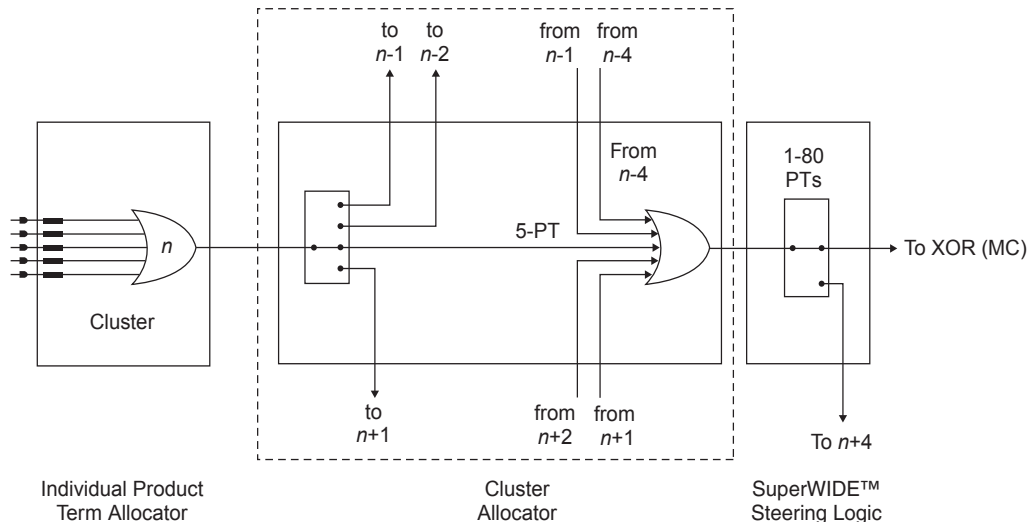 to
n-1
to
n-2
from
n-1
from
n-4
From
n-4
1-80
PTs
n
5-PT
To XOR (MC)
Cluster
to
n+1
from
n+2
from
n+1
To n+4
Individual Product
Term Allocator
Cluster
Allocator
SuperWIDE™
Steering Logic